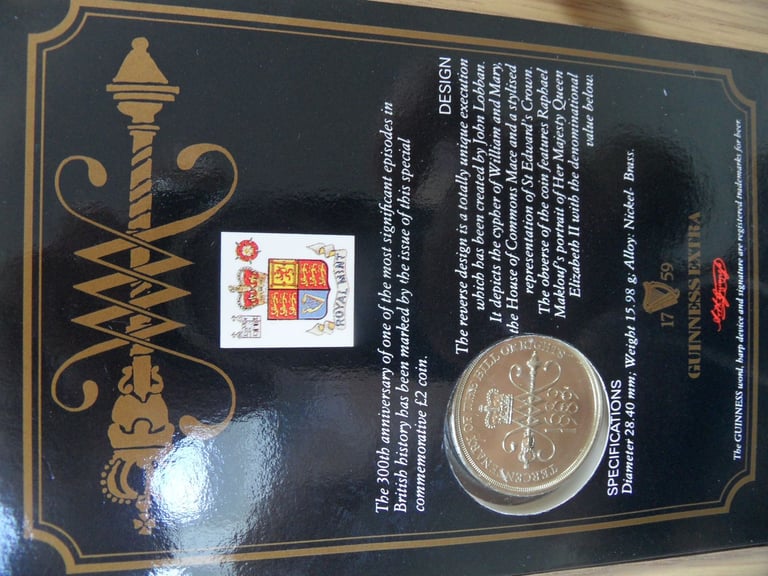 ROYAL MINT
The 300th anniversary of one of the most significant episodes in
British history has been marked by the issue of this special
commemorative £2 coin.
DESIGN
The reverse design is a totally unique execution
which has been created by John Lobban.
It depicts the cypher of William and Mary,
the House of Commons Mace and a stylised
representation of St Edward's Crown.
The obverse of the coin features Raphael
Maklouf's portrait of Her Majesty Queen
Elizabeth II with the denominational
value below.
TERCENTENARY OF THE BILL OF RIGHTS
1689
1989
SPECIFICATIONS
Diameter 28.40 mm; Weight 15.98 g. Alloy: Nickel- Brass.
17 59
GUINNESS EXTRA
The GUINNESS word, harp device and signature are registered trademarks for beer.